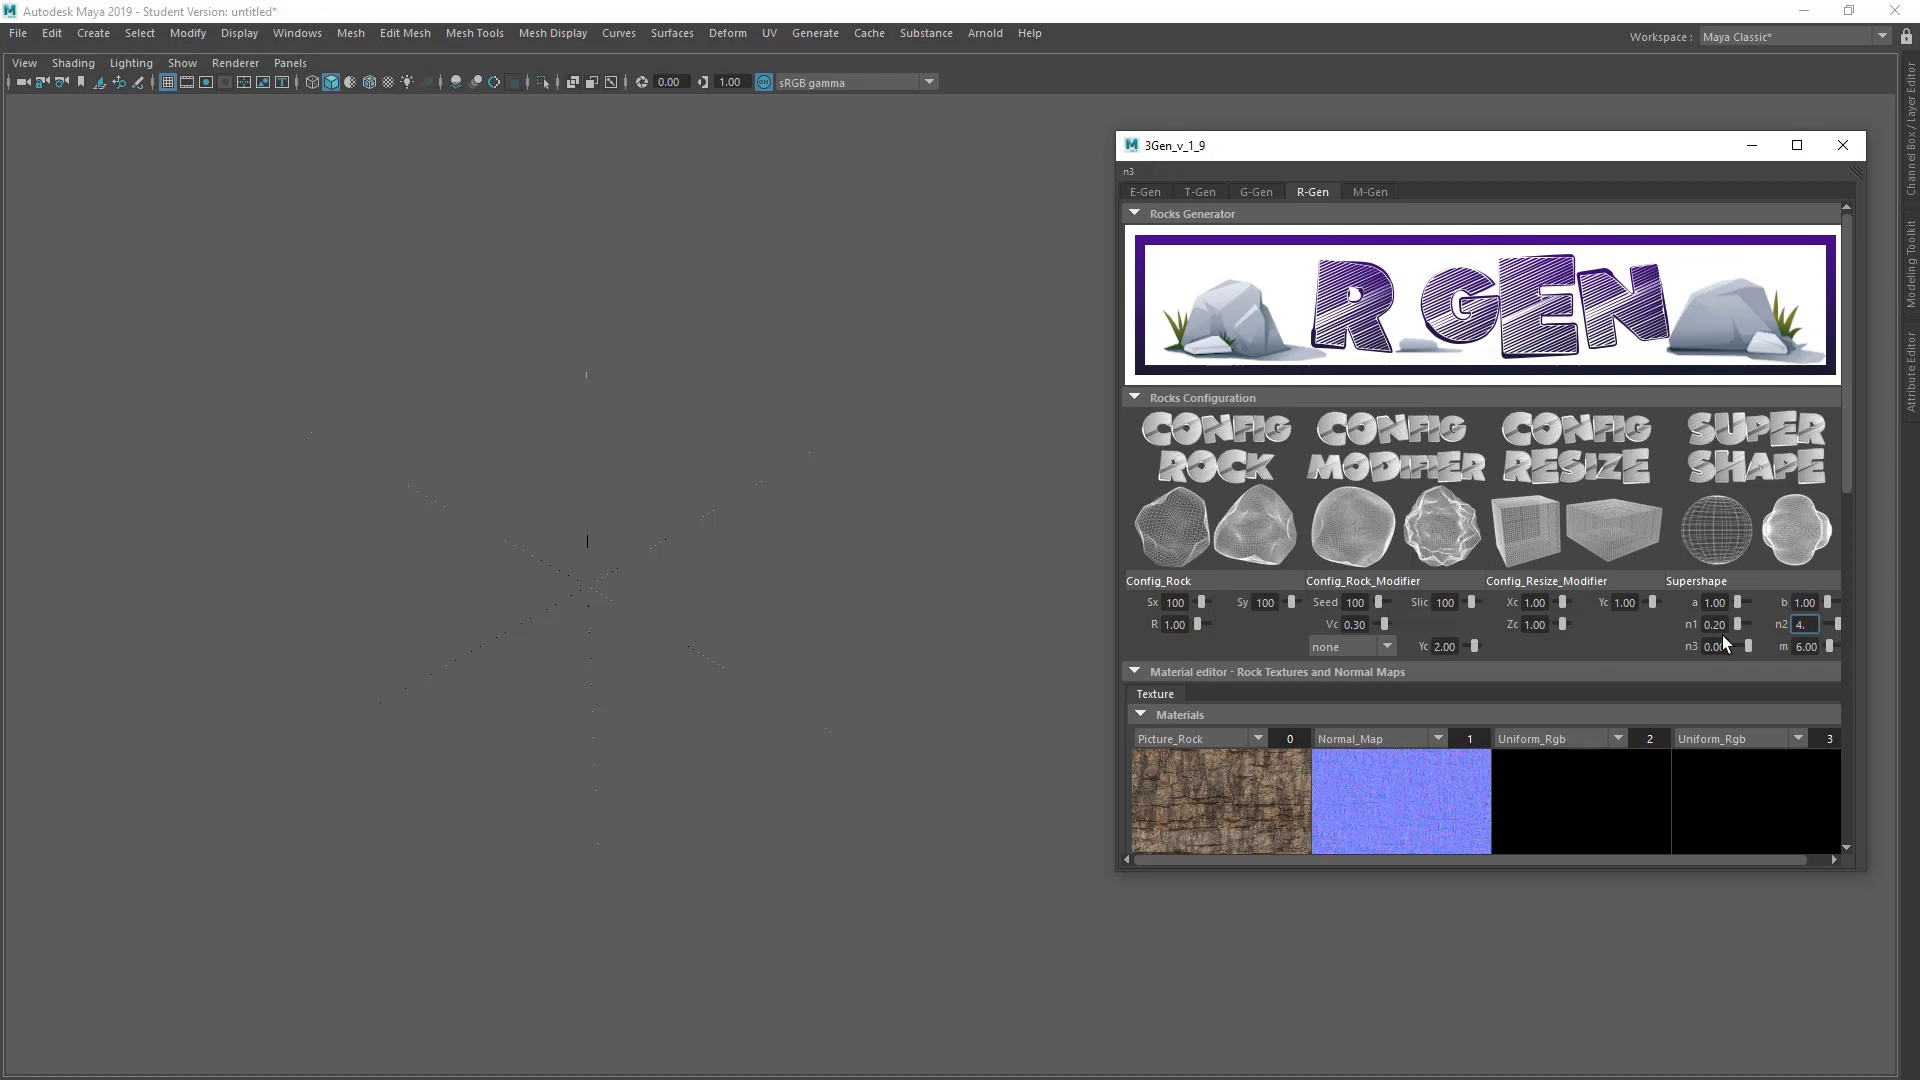 Autodesk Maya 2019 - Student Version: untitled*
File Edit Create Select Modify Display Windows Mesh Edit Mesh Mesh Tools Mesh Display Curves Surfaces Deform UV Generate Cache Substance Arnold Help
Workspace : Maya Classic*
View Shading Lighting Show Renderer Panels
0.00 1.00 ON sRGB gamma
Channel Box / Layer Editor
Modeling Toolkit
Attribute Editor
3Gen_v_1_9
n3
E-Gen T-Gen G-Gen R-Gen M-Gen
Rocks Generator
R GEN
Rocks Configuration
CONFIG ROCK
CONFIG MODIFIER
CONFIG RESIZE
SUPER SHAPE
Config_Rock Config_Rock_Modifier Config_Resize_Modifier Supershape
Sx 100 Sy 100 Seed 100 Slic 100 Xc 1.00 Yc 1.00 a 1.00 b 1.00
R 1.00 Vc 0.30 Zc 1.00 n1 0.20 n2 4.
none Yc 2.00 n3 0.00 m 6.00
Material editor - Rock Textures and Normal Maps
Texture
Materials
Picture_Rock 0 Normal_Map 1 Uniform_Rgb 2 Uniform_Rgb 3